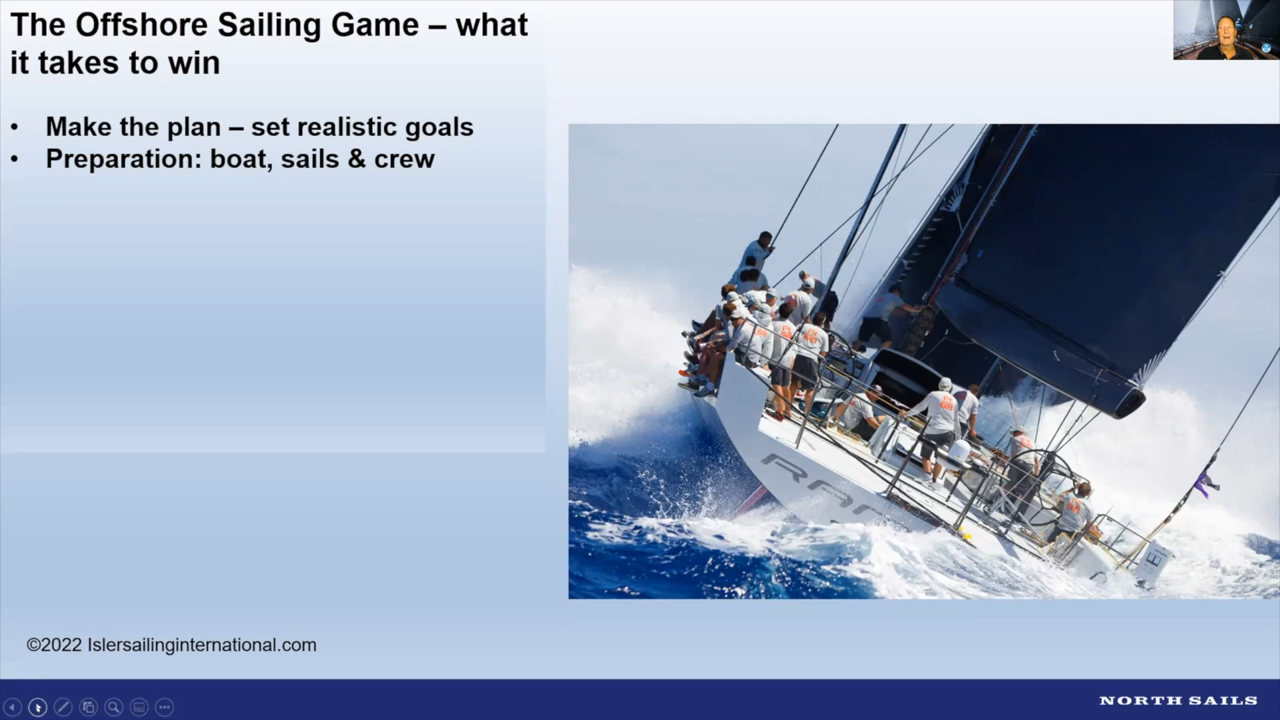 The Offshore Sailing Game – what
it takes to win
• Make the plan – set realistic goals
• Preparation: boat, sails & crew
©2022 Islersailinginternational.com
NORTH SAILS